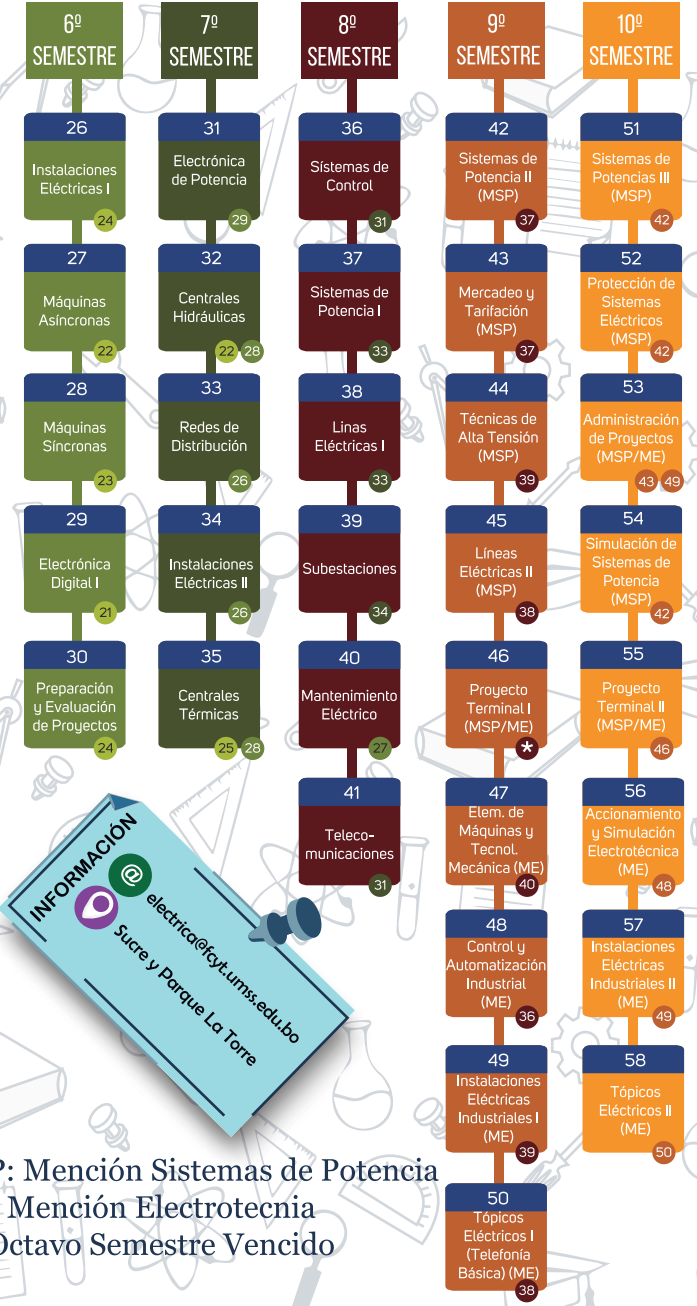 6º
SEMESTRE
26
Instalaciones
Eléctricas I
24
27
Máquinas
Asíncronas
22
28
Máquinas
Síncronas
23
29
Electrónica
Digital I
21
30
Preparación
y Evaluación
de Proyectos
24
7º
SEMESTRE
31
Electrónica
de Potencia
29
32
Centrales
Hidráulicas
22 28
33
Redes de
Distribución
26
34
Instalaciones
Eléctricas II
26
35
Centrales
Térmicas
25 28
8º
SEMESTRE
36
Sístemas de
Control
31
37
Sistemas de
Potencia I
33
38
Linas
Eléctricas I
33
39
Subestaciones
34
40
Mantenimiento
Eléctrico
27
41
Teleco-
municaciones
31
9º
SEMESTRE
42
Sistemas de
Potencia II
(MSP)
37
43
Mercadeo y
Tarifación
(MSP)
37
44
Técnicas de
Alta Tensión
(MSP)
39
45
Líneas
Eléctricas II
(MSP)
38
46
Proyecto
Terminal I
(MSP/ME)
*
47
Elem. de
Máquinas y
Tecnol.
Mecánica (ME)
40
48
Control y
Automatización
Industrial
(ME)
36
49
Instalaciones
Eléctricas
Industriales I
(ME)
39
50
Tópicos
Eléctricos I
(Telefonía
Básica) (ME)
38
10º
SEMESTRE
51
Sistemas de
Potencias III
(MSP)
42
52
Protección de
Sistemas
Eléctricos
(MSP)
42
53
Administración
de Proyectos
(MSP/ME)
43 49
54
Simulación de
Sistemas de
Potencia
(MSP)
42
55
Proyecto
Terminal II
(MSP/ME)
46
56
Accionamiento
y Simulación
Electrotécnica
(ME)
48
57
Instalaciones
Eléctricas
Industriales II
(ME)
49
58
Tópicos
Eléctricos II
(ME)
50
INFORMACIÓN
@ electrica@fcyt.umss.edu.bo
Sucre y Parque La Torre
P: Mención Sistemas de Potencia
Mención Electrotecnia
Octavo Semestre Vencido